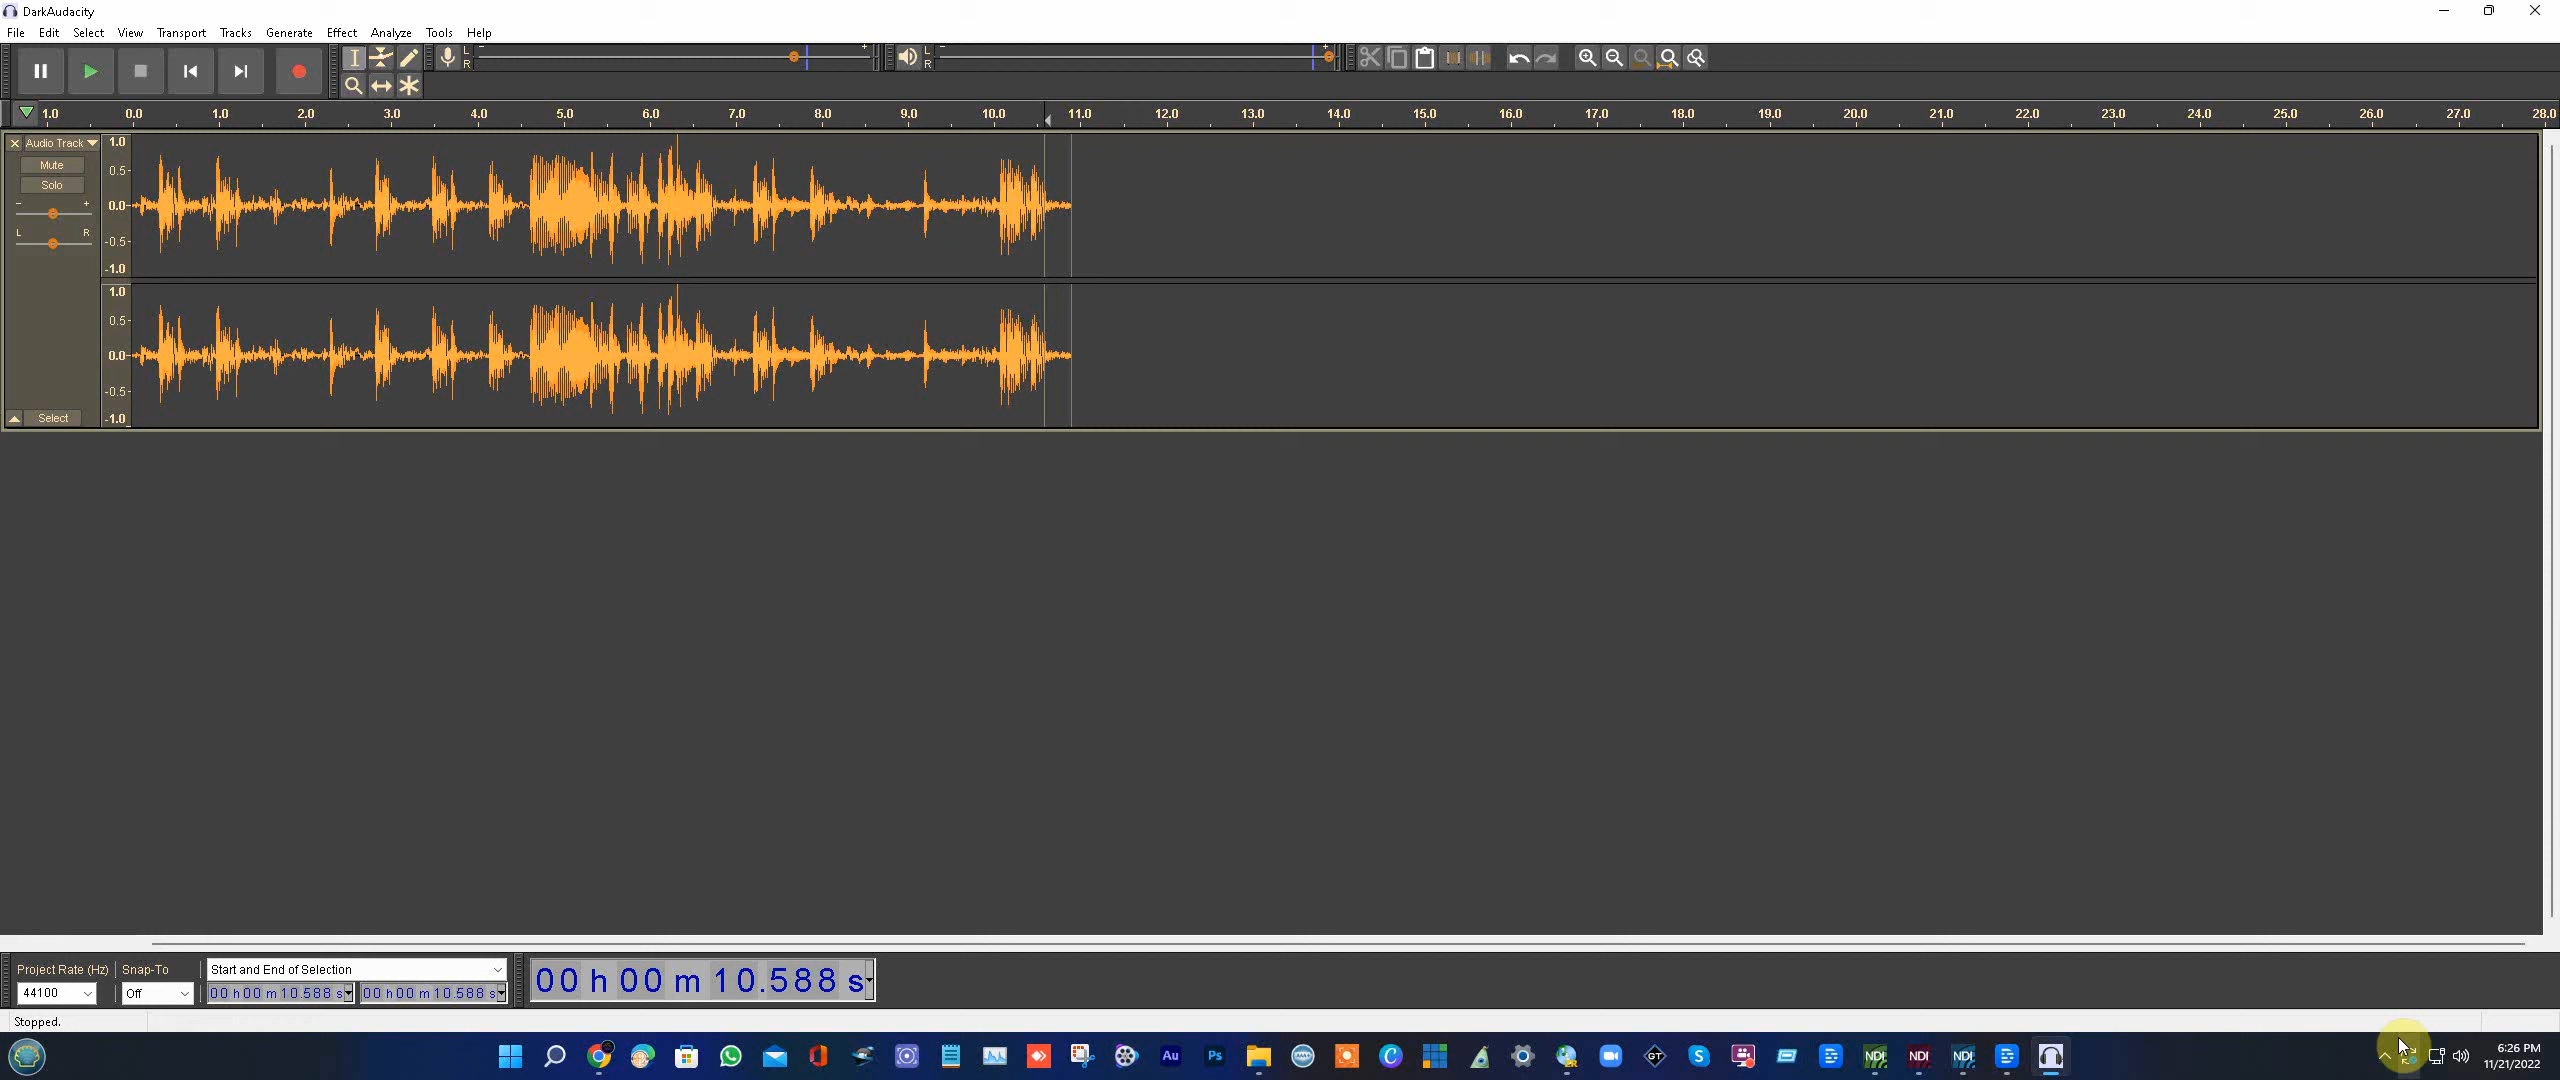 DarkAudacity
File Edit Select View Transport Tracks Generate Effect Analyze Tools Help
L
R
- +
L
R
- +
1.0 0.0 1.0 2.0 3.0 4.0 5.0 6.0 7.0 8.0 9.0 10.0 11.0 12.0 13.0 14.0 15.0 16.0 17.0 18.0 19.0 20.0 21.0 22.0 23.0 24.0 25.0 26.0 27.0 28.0
Audio Track
Mute
Solo
- +
L R
Select
1.0
0.5-
0.0-
-0.5-
-1.0
1.0
0.5-
0.0-
-0.5-
-1.0
Project Rate (Hz) Snap-To Start and End of Selection
44100 Off 00 h 00 m 10.588 s 00 h 00 m 10.588 s
00 h 00 m 10.588 s
Stopped.
Au Ps GT NDI NDI NDI
6:26 PM
11/21/2022